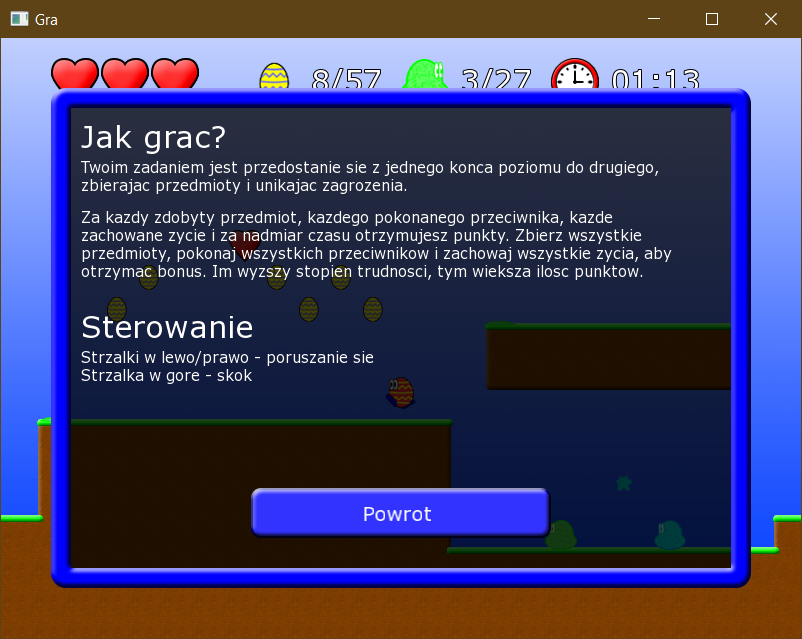 Gra
8/57 3/27 01:13
Jak grac?
Twoim zadaniem jest przedostanie sie z jednego konca poziomu do drugiego,
zbierajac przedmioty i unikajac zagrozenia.
Za kazdy zdobyty przedmiot, kazdego pokonanego przeciwnika, kazde
zachowane zycie i za nadmiar czasu otrzymujesz punkty. Zbierz wszystkie
przedmioty, pokonaj wszystkich przeciwnikow i zachowaj wszystkie zycia, aby
otrzymac bonus. Im wyzszy stopien trudnosci, tym wieksza ilosc punktow.
Sterowanie
Strzalki w lewo/prawo - poruszanie sie
Strzalka w gore - skok
Powrot